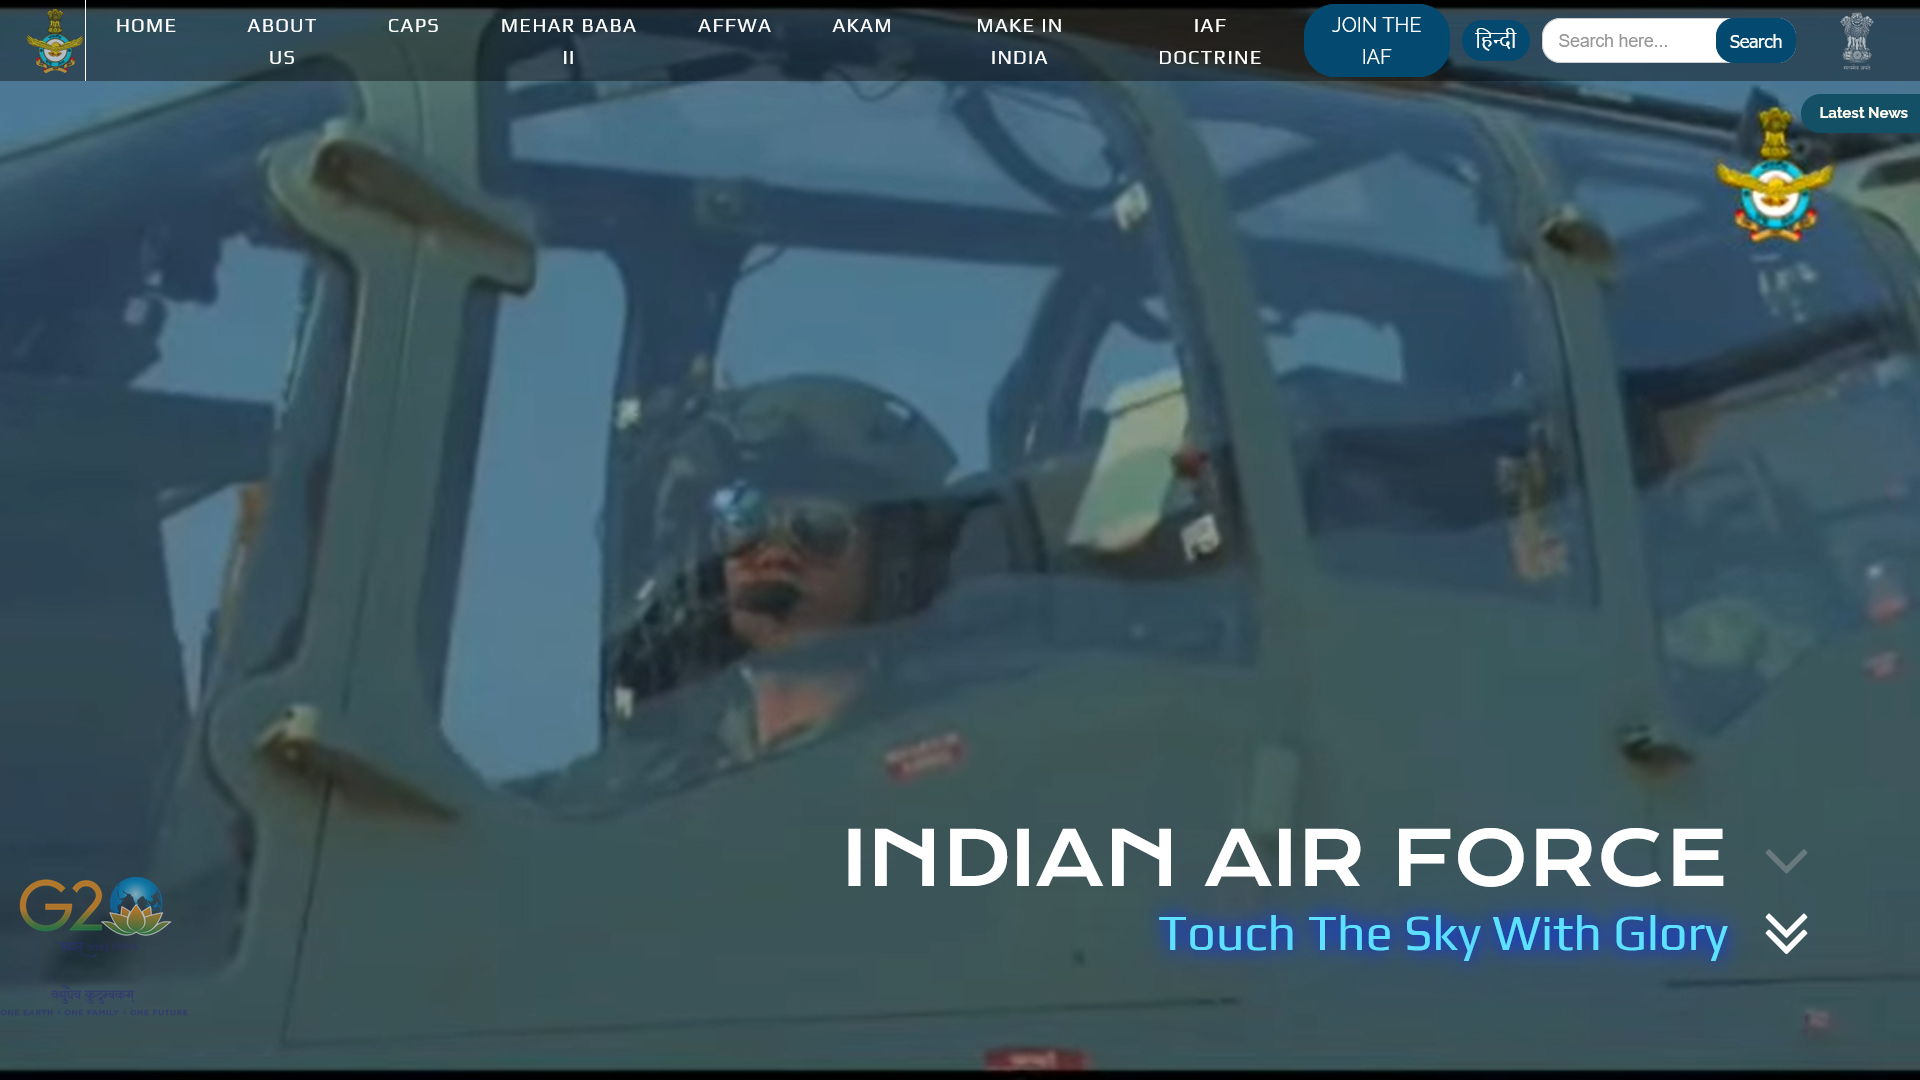 HOME
ABOUT US
CAPS
MEHAR BABA II
AFFWA
AKAM
MAKE IN INDIA
IAF DOCTRINE
JOIN THE IAF
हिन्दी
Search here...
Search
Latest News
INDIAN AIR FORCE
Touch The Sky With Glory
G20
वसुधैव कुटुम्बकम्
ONE EARTH • ONE FAMILY • ONE FUTURE